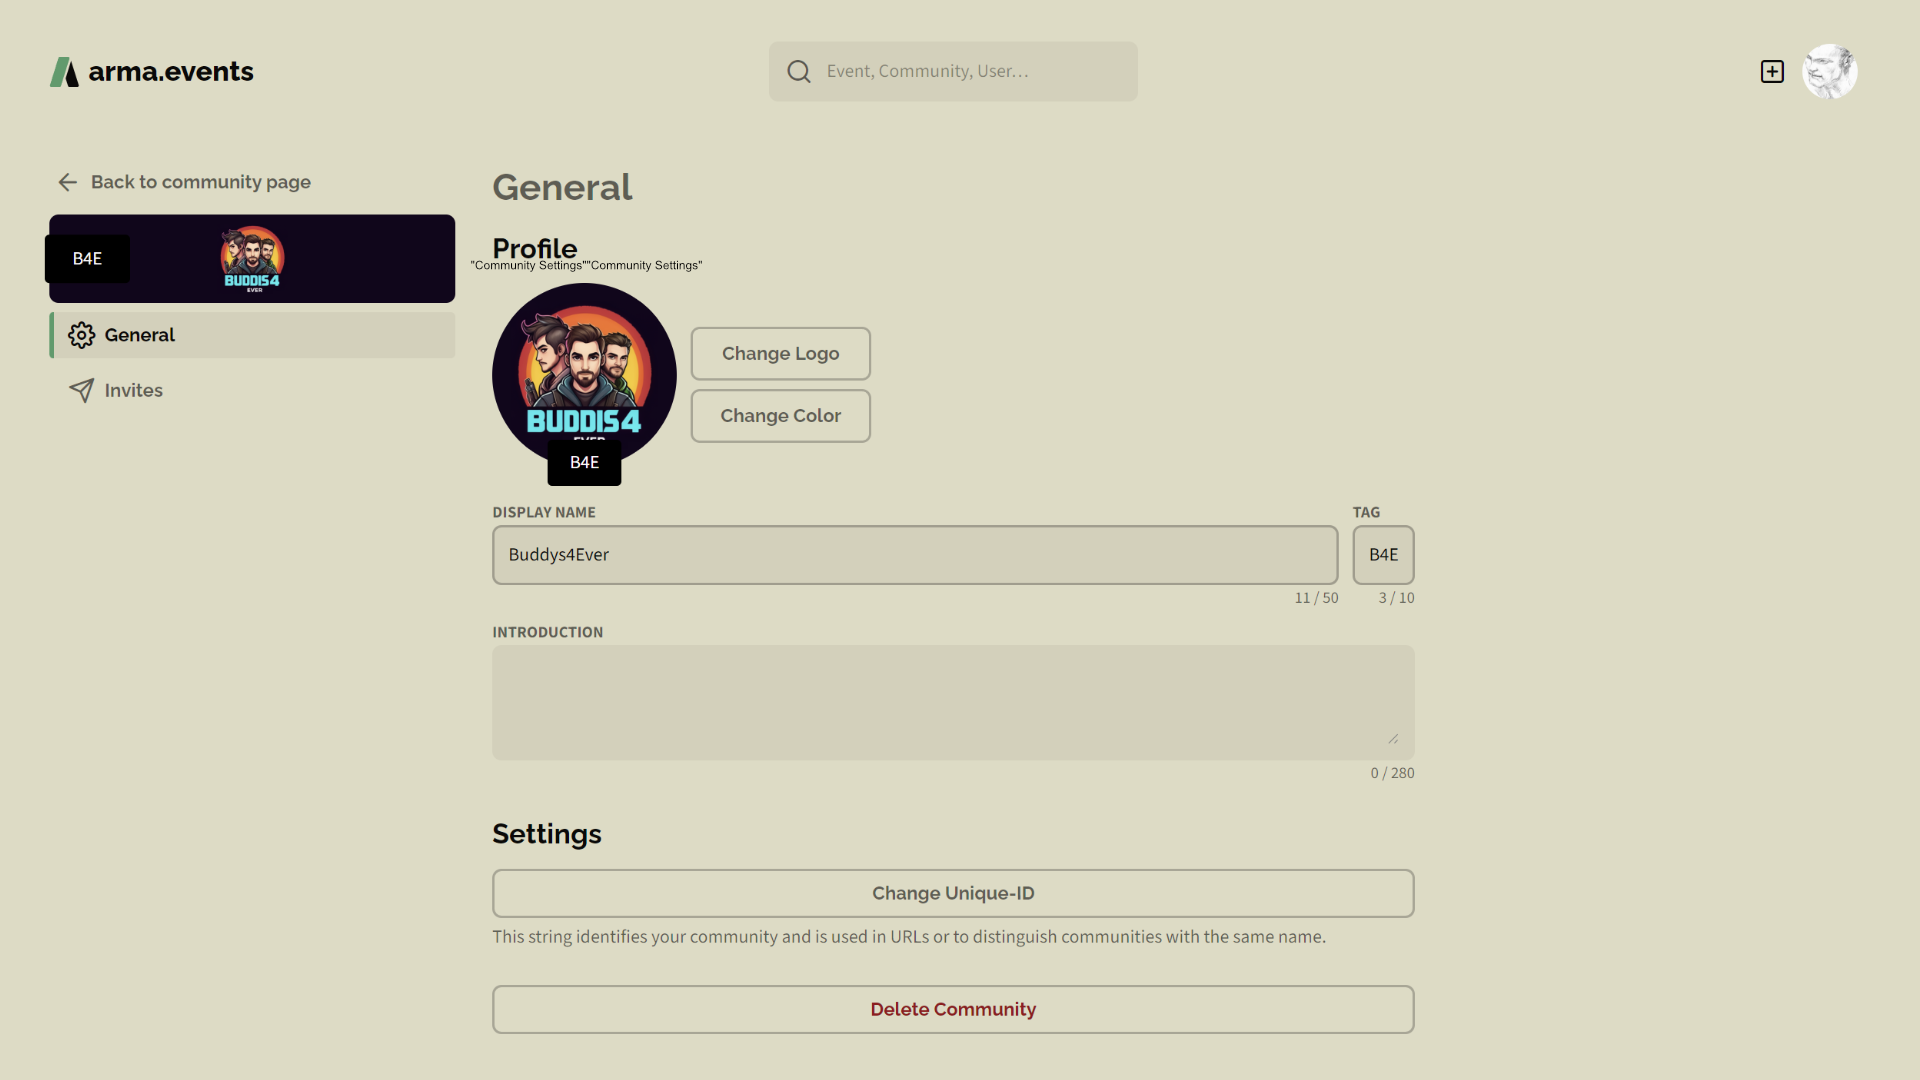 arma.events
Event, Community, User...
Back to community page
B4E
BUDDIS4
EVER
General
Invites
General
Profile
"Community Settings""Community Settings"
BUDDIS4
EVER
B4E
Change Logo
Change Color
DISPLAY NAME
Buddys4Ever
11 / 50
TAG
B4E
3 / 10
INTRODUCTION
0 / 280
Settings
Change Unique-ID
This string identifies your community and is used in URLs or to distinguish communities with the same name.
Delete Community